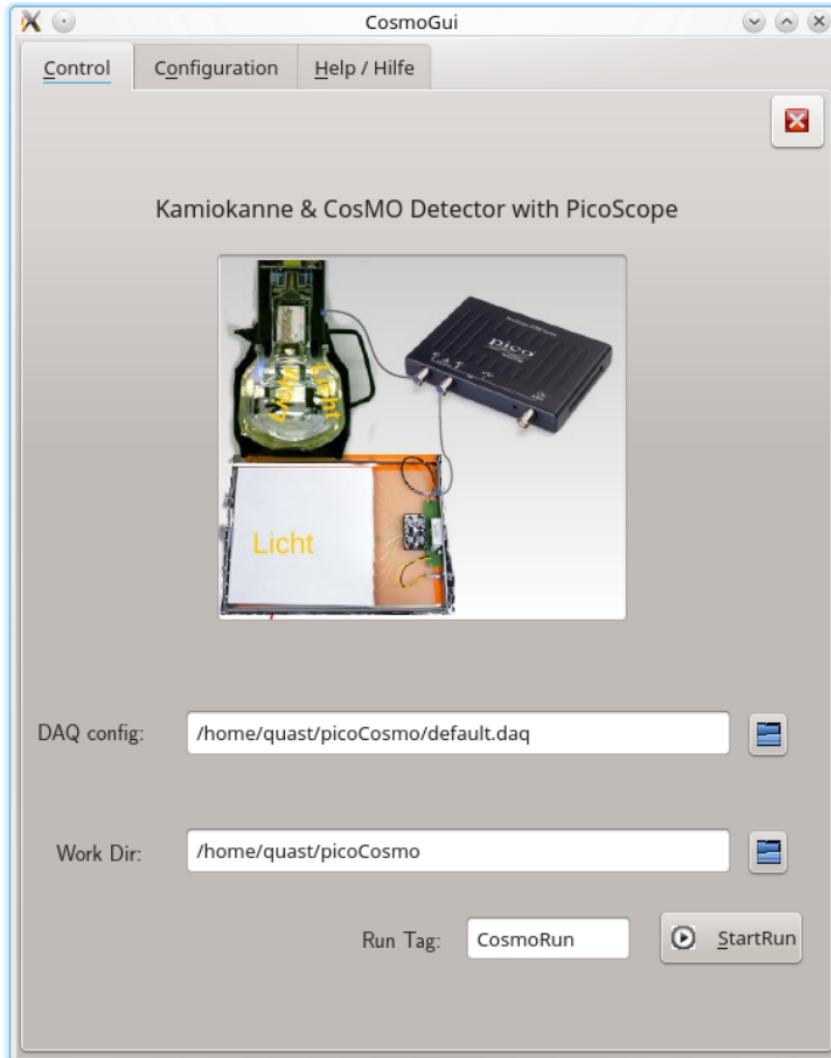 CosmoGui
Control Configuration Help / Hilfe
Kamiokanne & CosMO Detector with PicoScope
pico
Licht
Licht
DAQ config: /home/quast/picoCosmo/default.daq
Work Dir: /home/quast/picoCosmo
Run Tag: CosmoRun StartRun